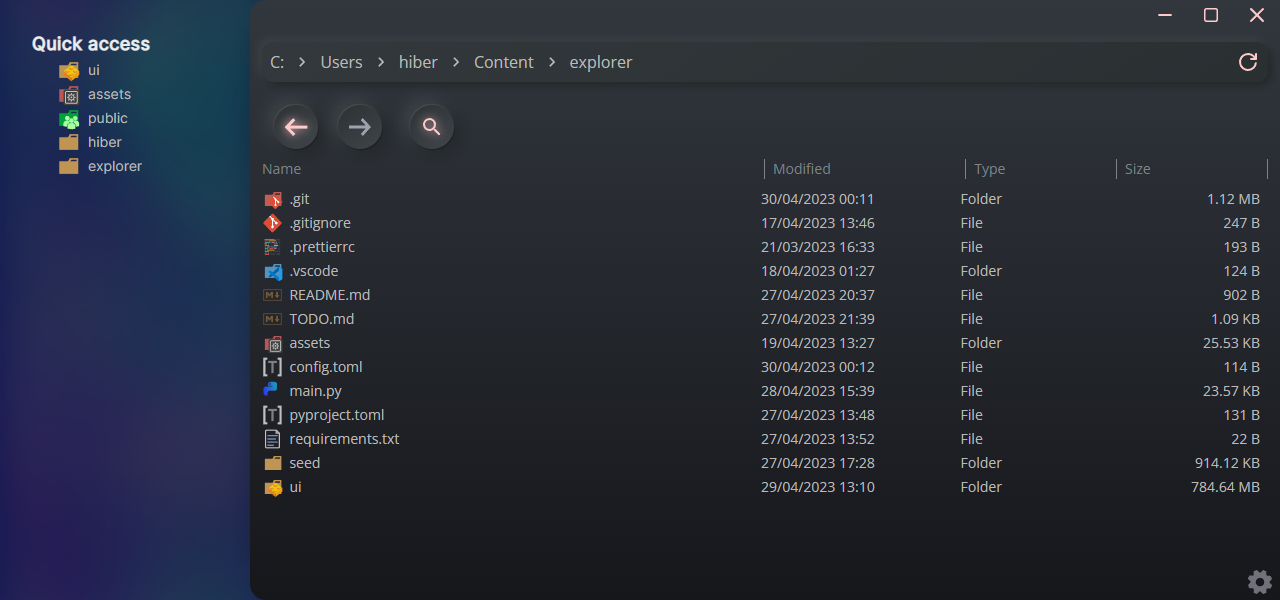 Quick access
ui
assets
public
hiber
explorer
C: > Users > hiber > Content > explorer
Name Modified Type Size
.git 30/04/2023 00:11 Folder 1.12 MB
.gitignore 17/04/2023 13:46 File 247 B
.prettierrc 21/03/2023 16:33 File 193 B
.vscode 18/04/2023 01:27 Folder 124 B
README.md 27/04/2023 20:37 File 902 B
TODO.md 27/04/2023 21:39 File 1.09 KB
assets 19/04/2023 13:27 Folder 25.53 KB
config.toml 30/04/2023 00:12 File 114 B
main.py 28/04/2023 15:39 File 23.57 KB
pyproject.toml 27/04/2023 13:48 File 131 B
requirements.txt 27/04/2023 13:52 File 22 B
seed 27/04/2023 17:28 Folder 914.12 KB
ui 29/04/2023 13:10 Folder 784.64 MB